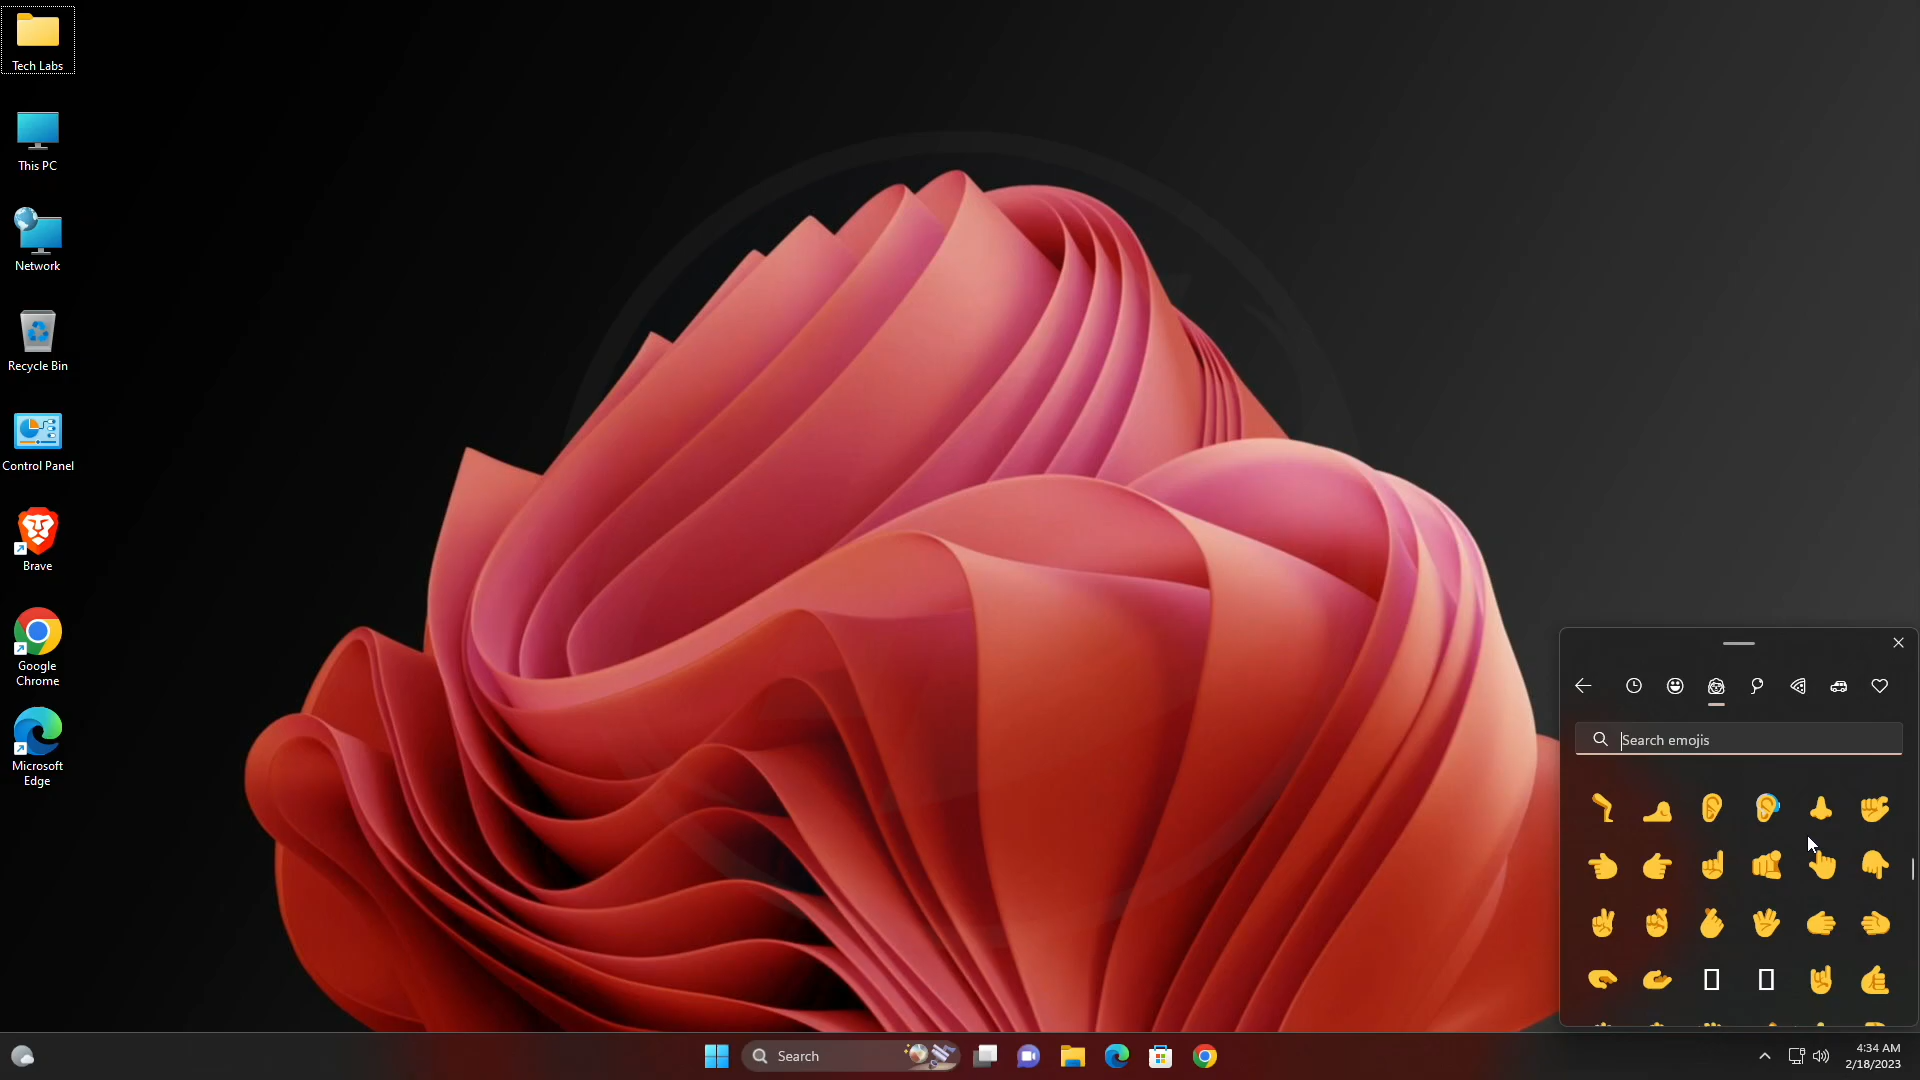 Tech Labs
This PC
Network
Recycle Bin
Control Panel
Brave
Google
Chrome
Microsoft
Edge
Search emojis
Search
4:34 AM
2/18/2023